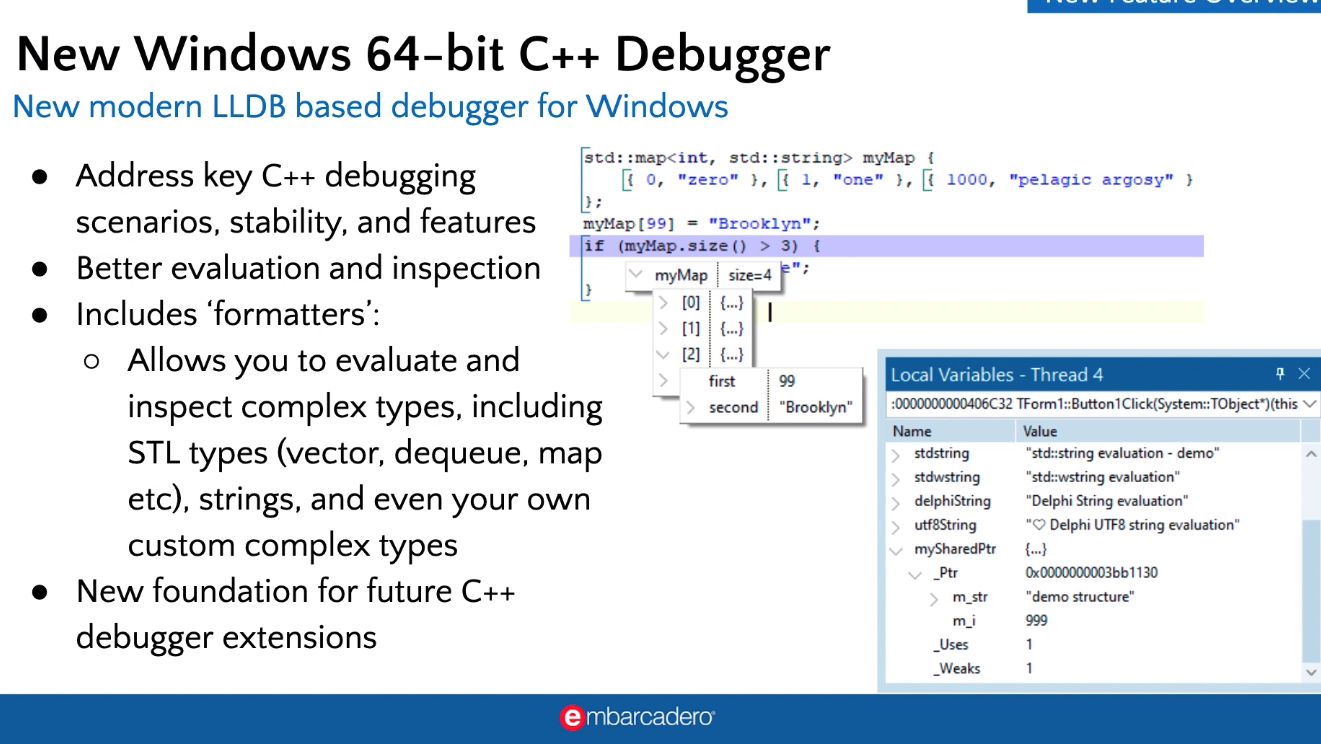 New Feature Overview
New Windows 64-bit C++ Debugger
New modern LLDB based debugger for Windows
● Address key C++ debugging
scenarios, stability, and features
● Better evaluation and inspection
● Includes ‘formatters’:
○ Allows you to evaluate and
inspect complex types, including
STL types (vector, dequeue, map
etc), strings, and even your own
custom complex types
● New foundation for future C++
debugger extensions
std::map<int, std::string> myMap {
{ 0, "zero" }, { 1, "one" }, { 1000, "pelagic argosy" }
};
myMap[99] = "Brooklyn";
if (myMap.size() > 3) {
e";
}
myMap size=4
[0] {...}
[1] {...}
[2] {...}
first 99
second "Brooklyn"
Local Variables - Thread 4
:0000000000406C32 TForm1::Button1Click(System::TObject*)(this
Name Value
stdstring "std::string evaluation - demo"
stdwstring "std::wstring evaluation"
delphiString "Delphi String evaluation"
utf8String "♡ Delphi UTF8 string evaluation"
mySharedPtr {...}
_Ptr 0x0000000003bb1130
m_str "demo structure"
m_i 999
_Uses 1
_Weaks 1
embarcadero